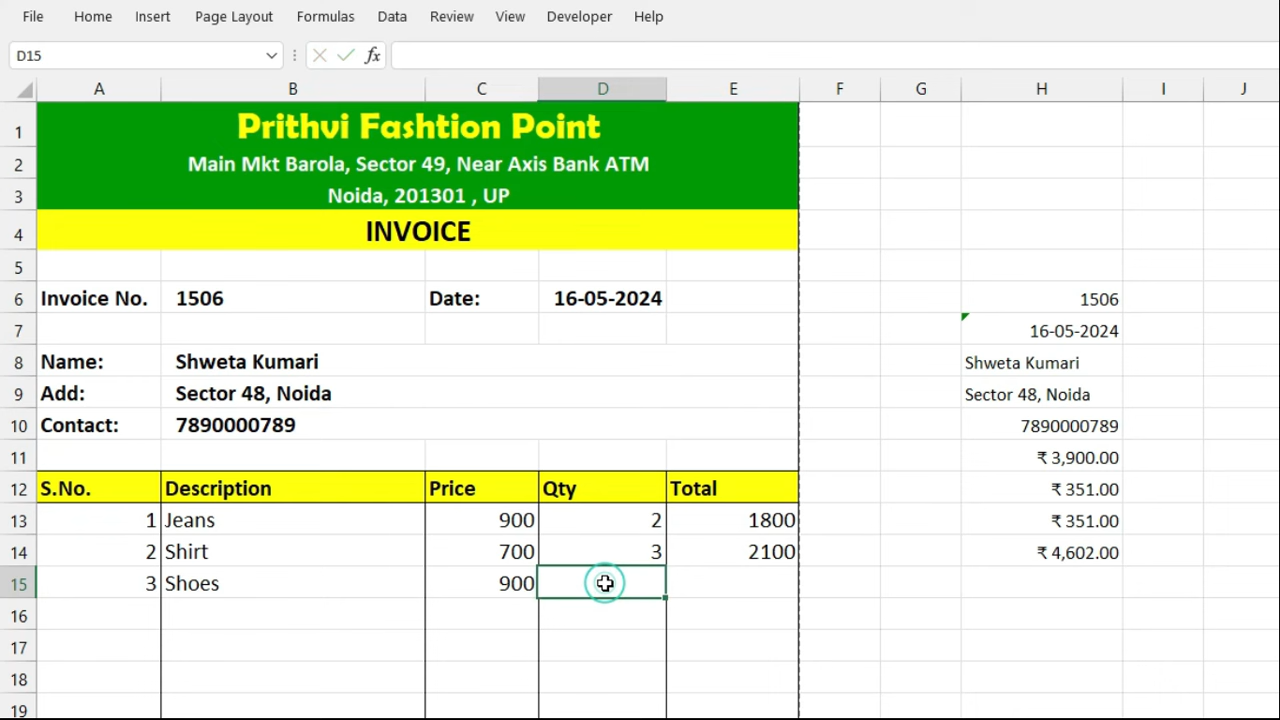 File Home Insert Page Layout Formulas Data Review View Developer Help
D15 fx
A B C D E F G H I J
1 Prithvi Fashtion Point
2 Main Mkt Barola, Sector 49, Near Axis Bank ATM
3 Noida, 201301 , UP
4 INVOICE
5
6 Invoice No. 1506 Date: 16-05-2024 1506
7 16-05-2024
8 Name: Shweta Kumari Shweta Kumari
9 Add: Sector 48, Noida Sector 48, Noida
10 Contact: 7890000789 7890000789
11 ₹ 3,900.00
12 S.No. Description Price Qty Total ₹ 351.00
13 1 Jeans 900 2 1800 ₹ 351.00
14 2 Shirt 700 3 2100 ₹ 4,602.00
15 3 Shoes 900
16
17
18
19